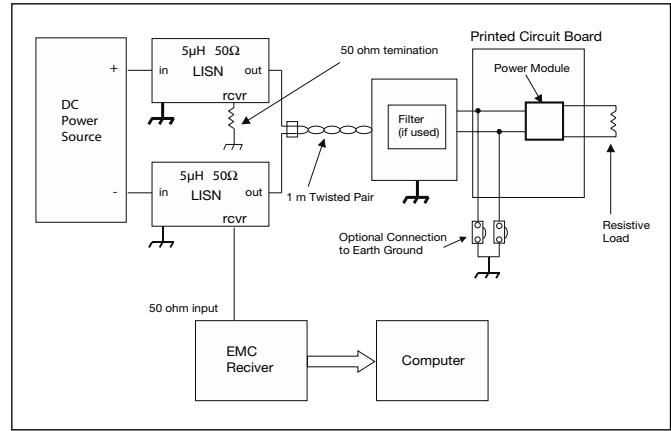 Printed Circuit Board
5µH 50Ω
LISN
in
out
rcvr
50 ohm temination
Power Module
+
DC
Power
Source
-
Filter
(if used)
5µH 50Ω
LISN
in
out
rcvr
1 m Twisted Pair
Optional Connection
to Earth Ground
Resistive
Load
50 ohm input
EMC
Reciver
Computer